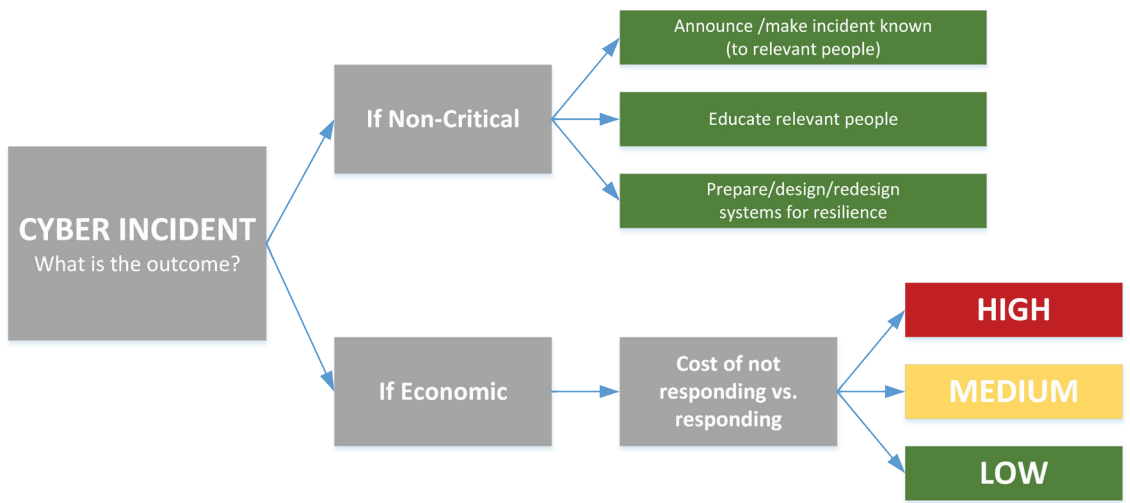 CYBER INCIDENT
What is the outcome?
If Non-Critical
Announce /make incident known
(to relevant people)
Educate relevant people
Prepare/design/redesign
systems for resilience
If Economic
Cost of not
responding vs.
responding
HIGH
MEDIUM
LOW